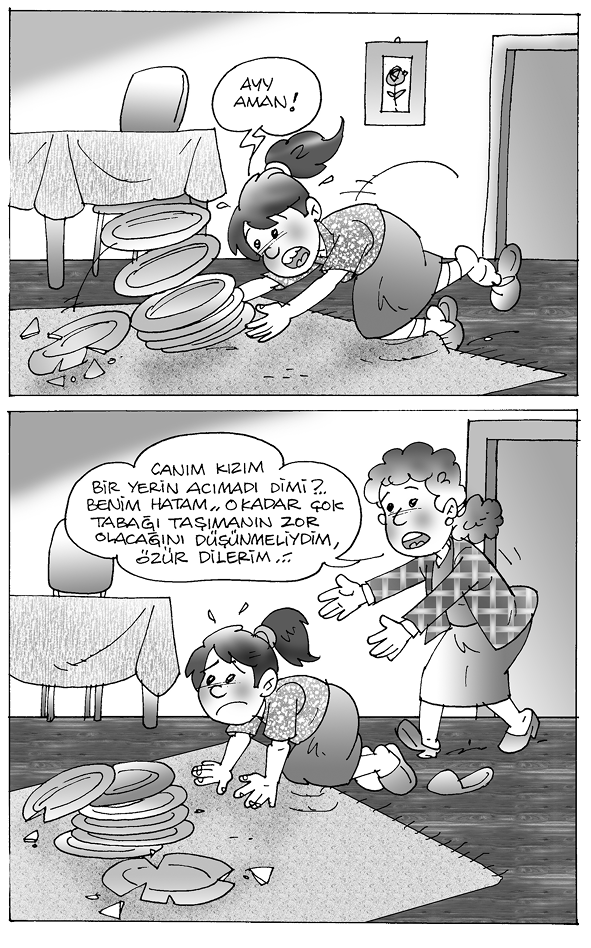 AYY
AMAN!
CANIM KIZIM
BİR YERİN ACIMADI DİMİ?..
BENİM HATAM.. OKADAR ÇOK
TABAĞI TAŞIMANIN ZOR
OLACAĞINI DÜŞÜNMELİYDİM,
ÖZÜR DİLERİM...